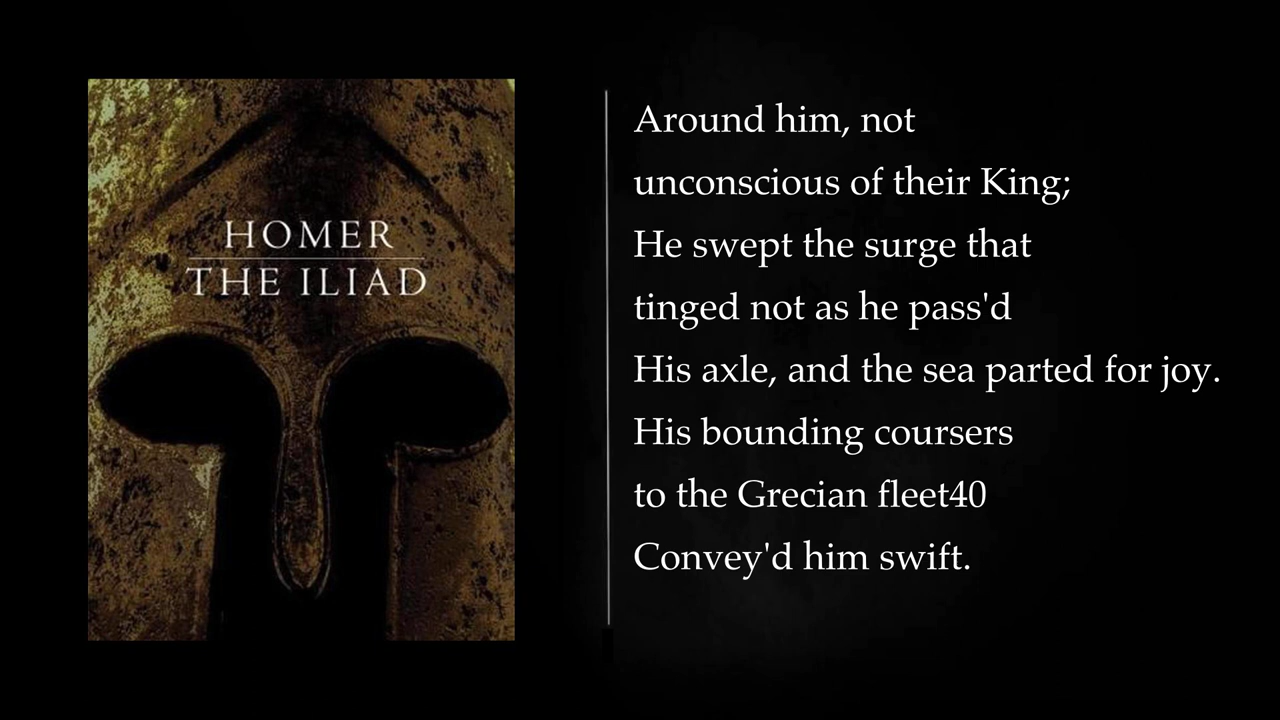 HOMER
THE ILIAD
Around him, not
unconscious of their King;
He swept the surge that
tinged not as he pass'd
His axle, and the sea parted for joy.
His bounding coursers
to the Grecian fleet40
Convey'd him swift.